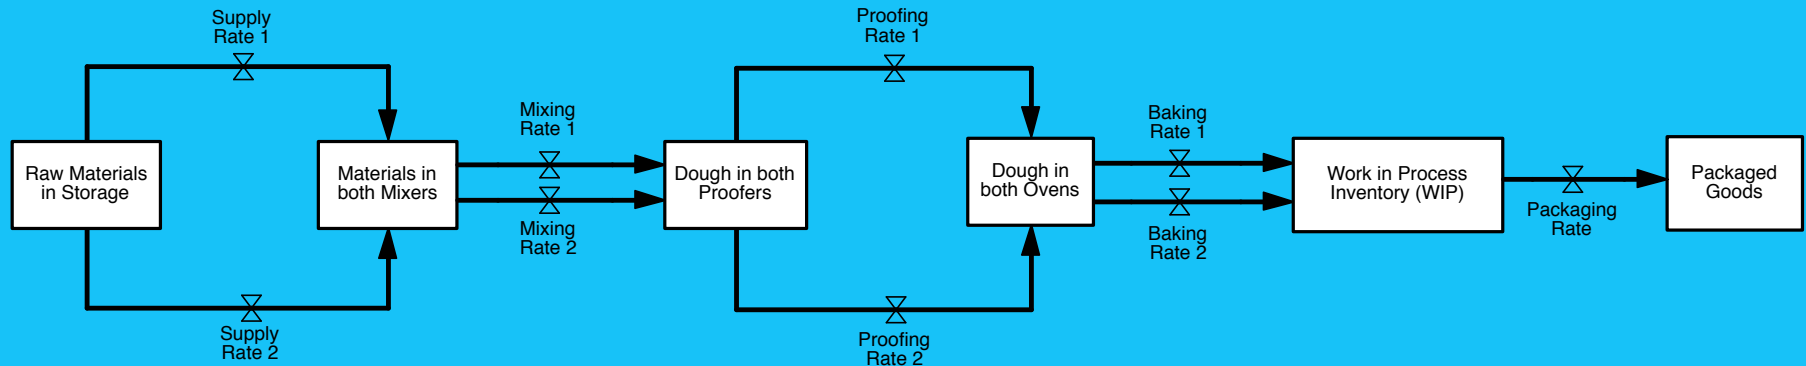 Supply
Rate 1
Proofing
Rate 1
Mixing
Rate 1
Baking
Rate 1
Raw Materials
in Storage
Materials in
both Mixers
Dough in both
Proofers
Dough in
both Ovens
Work in Process
Inventory (WIP)
Packaged
Goods
Mixing
Rate 2
Baking
Rate 2
Packaging
Rate
Supply
Rate 2
Proofing
Rate 2